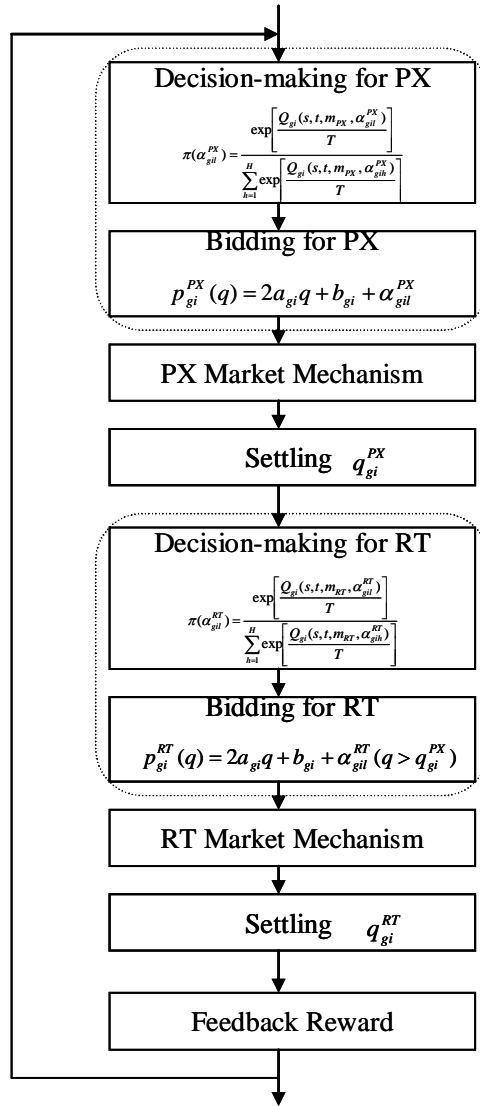 Decision-making for PX
π(α_{gil}^{PX}) = exp[Q_{gi}(s,t,m_{PX},α_{gil}^{PX}) / T] / ∑_{h=1}^{H} exp[Q_{gi}(s,t,m_{PX},α_{gih}^{PX}) / T]
Bidding for PX
p_{gi}^{PX}(q) = 2a_{gi}q + b_{gi} + α_{gil}^{PX}
PX Market Mechanism
Settling q_{gi}^{PX}
Decision-making for RT
π(α_{gil}^{RT}) = exp[Q_{gi}(s,t,m_{RT},α_{gil}^{RT}) / T] / ∑_{h=1}^{H} exp[Q_{gi}(s,t,m_{RT},α_{gih}^{RT}) / T]
Bidding for RT
p_{gi}^{RT}(q) = 2a_{gi}q + b_{gi} + α_{gil}^{RT}(q > q_{gi}^{PX})
RT Market Mechanism
Settling q_{gi}^{RT}
Feedback Reward